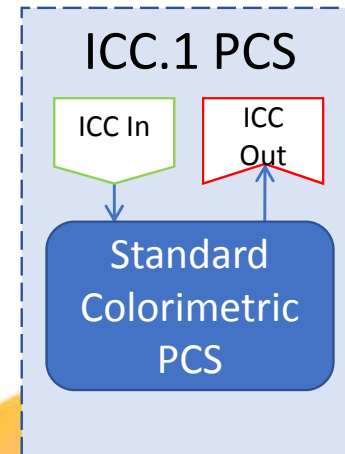 ICC.1 PCS
ICC In
ICC
Out
Standard
Colorimetric
PCS